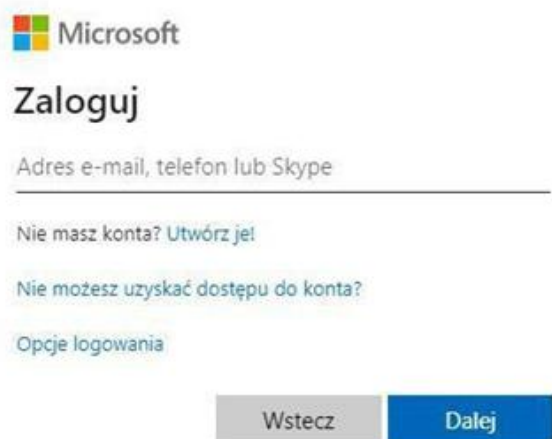 Microsoft
Zaloguj
Adres e-mail, telefon lub Skype
Nie masz konta? Utwórz je!
Nie możesz uzyskać dostępu do konta?
Opcje logowania
Wstecz Dalej